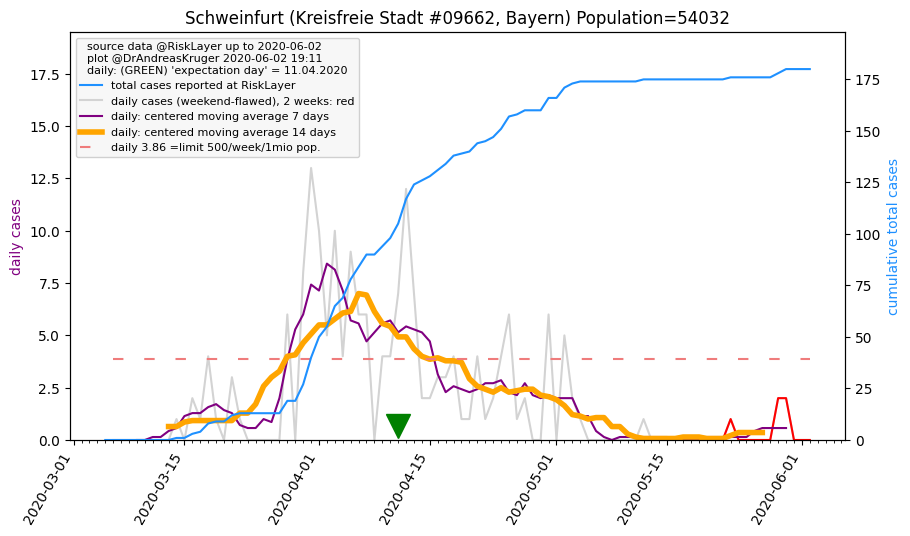 Schweinfurt (Kreisfreie Stadt #09662, Bayern) Population=54032
source data @RiskLayer up to 2020-06-02
plot @DrAndreasKruger 2020-06-02 19:11
daily: (GREEN) 'expectation day' = 11.04.2020
total cases reported at RiskLayer
daily cases (weekend-flawed), 2 weeks: red
daily: centered moving average 7 days
daily: centered moving average 14 days
daily 3.86 =limit 500/week/1mio pop.
daily cases
17.5
15.0
12.5
10.0
7.5
5.0
2.5
0.0
175
150
125
100
75
50
25
0
cumulative total cases
2020-03-01
2020-03-15
2020-04-01
2020-04-15
2020-05-01
2020-05-15
2020-06-01